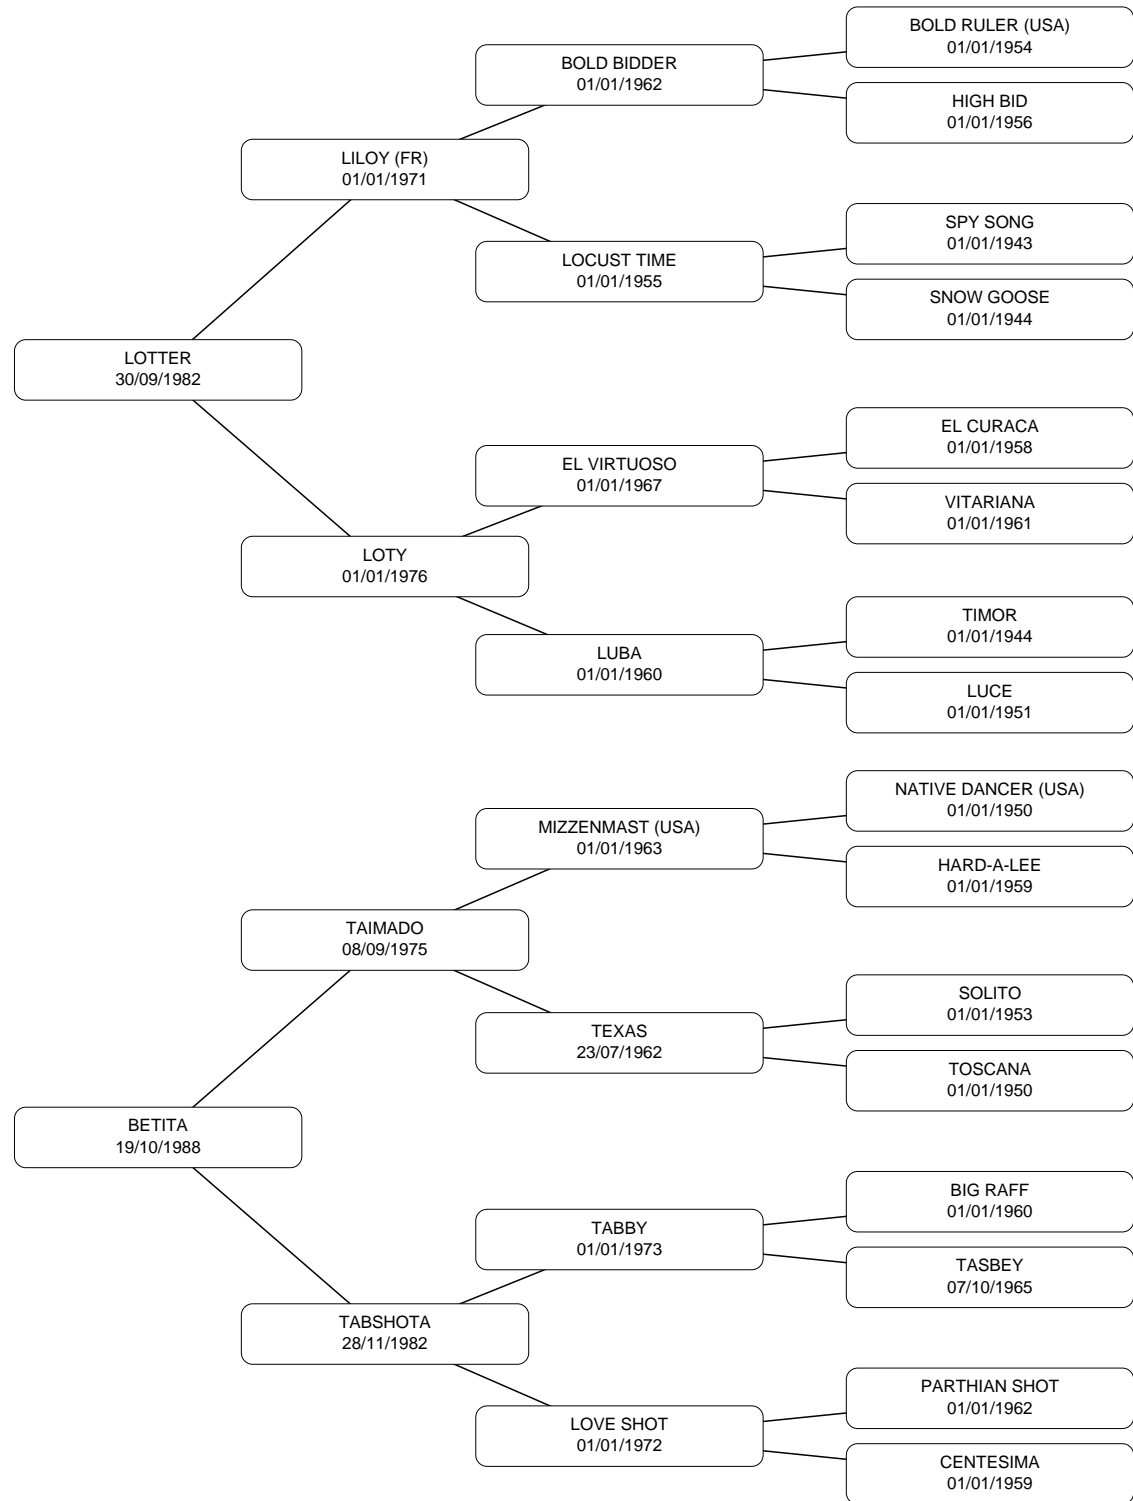 BOLD RULER (USA)
01/01/1954
BOLD BIDDER
01/01/1962
HIGH BID
01/01/1956
LILOY (FR)
01/01/1971
SPY SONG
01/01/1943
LOCUST TIME
01/01/1955
SNOW GOOSE
01/01/1944
LOTTER
30/09/1982
EL CURACA
01/01/1958
EL VIRTUOSO
01/01/1967
VITARIANA
01/01/1961
LOTY
01/01/1976
TIMOR
01/01/1944
LUBA
01/01/1960
LUCE
01/01/1951
NATIVE DANCER (USA)
01/01/1950
MIZZENMAST (USA)
01/01/1963
HARD-A-LEE
01/01/1959
TAIMADO
08/09/1975
SOLITO
01/01/1953
TEXAS
23/07/1962
TOSCANA
01/01/1950
BETITA
19/10/1988
BIG RAFF
01/01/1960
TABBY
01/01/1973
TASBEY
07/10/1965
TABSHOTA
28/11/1982
PARTHIAN SHOT
01/01/1962
LOVE SHOT
01/01/1972
CENTESIMA
01/01/1959